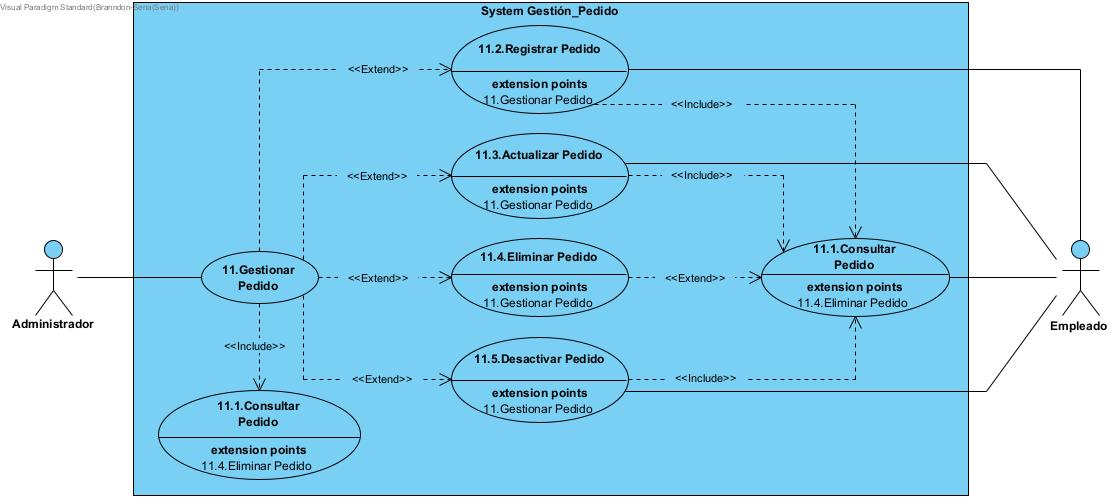 Visual Paradigm Standard(Branndon-Sena(Sena))
System Gestión_Pedido
11.2.Registrar Pedido
extension points
11.Gestionar Pedido
<<Extend>>
<<Include>>
11.3.Actualizar Pedido
extension points
11.Gestionar Pedido
<<Extend>>
<<Include>>
11.4.Eliminar Pedido
extension points
11.Gestionar Pedido
<<Extend>>
<<Extend>>
11.1.Consultar
Pedido
extension points
11.4.Eliminar Pedido
11.Gestionar
Pedido
Administrador
Empleado
<<Include>>
11.5.Desactivar Pedido
extension points
11.Gestionar Pedido
<<Extend>>
<<Include>>
11.1.Consultar
Pedido
extension points
11.4.Eliminar Pedido